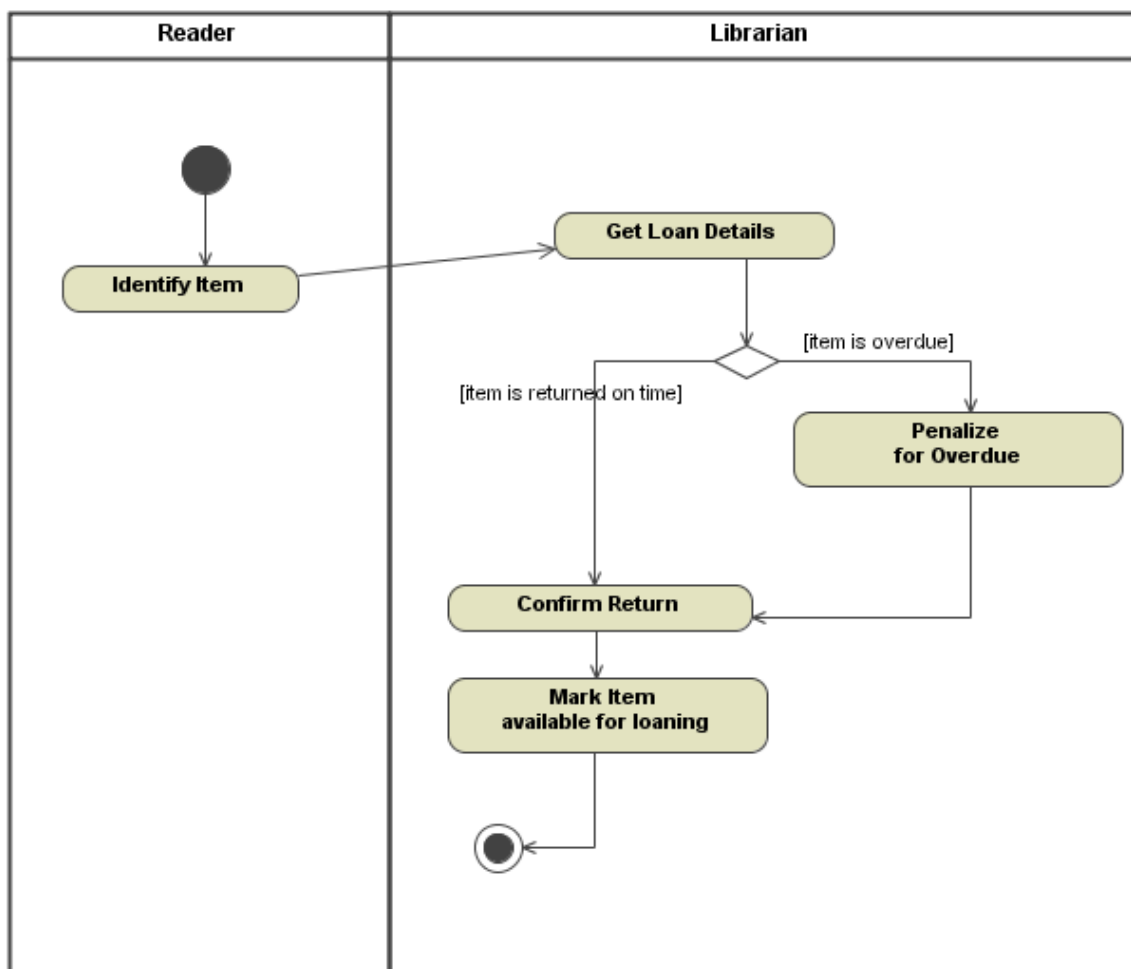 Reader
Librarian
Get Loan Details
Identify Item
[item is overdue]
[item is returned on time]
Penalize
for Overdue
Confirm Return
Mark Item
available for loaning